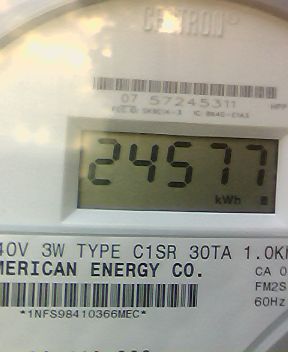 CENTRON®
07 57245311
24577
kWh
40V 3W TYPE C1SR 30TA 1.0K
CA 0
MERICAN ENERGY CO.
FM2S
60Hz
*1NFS98410366MEC*